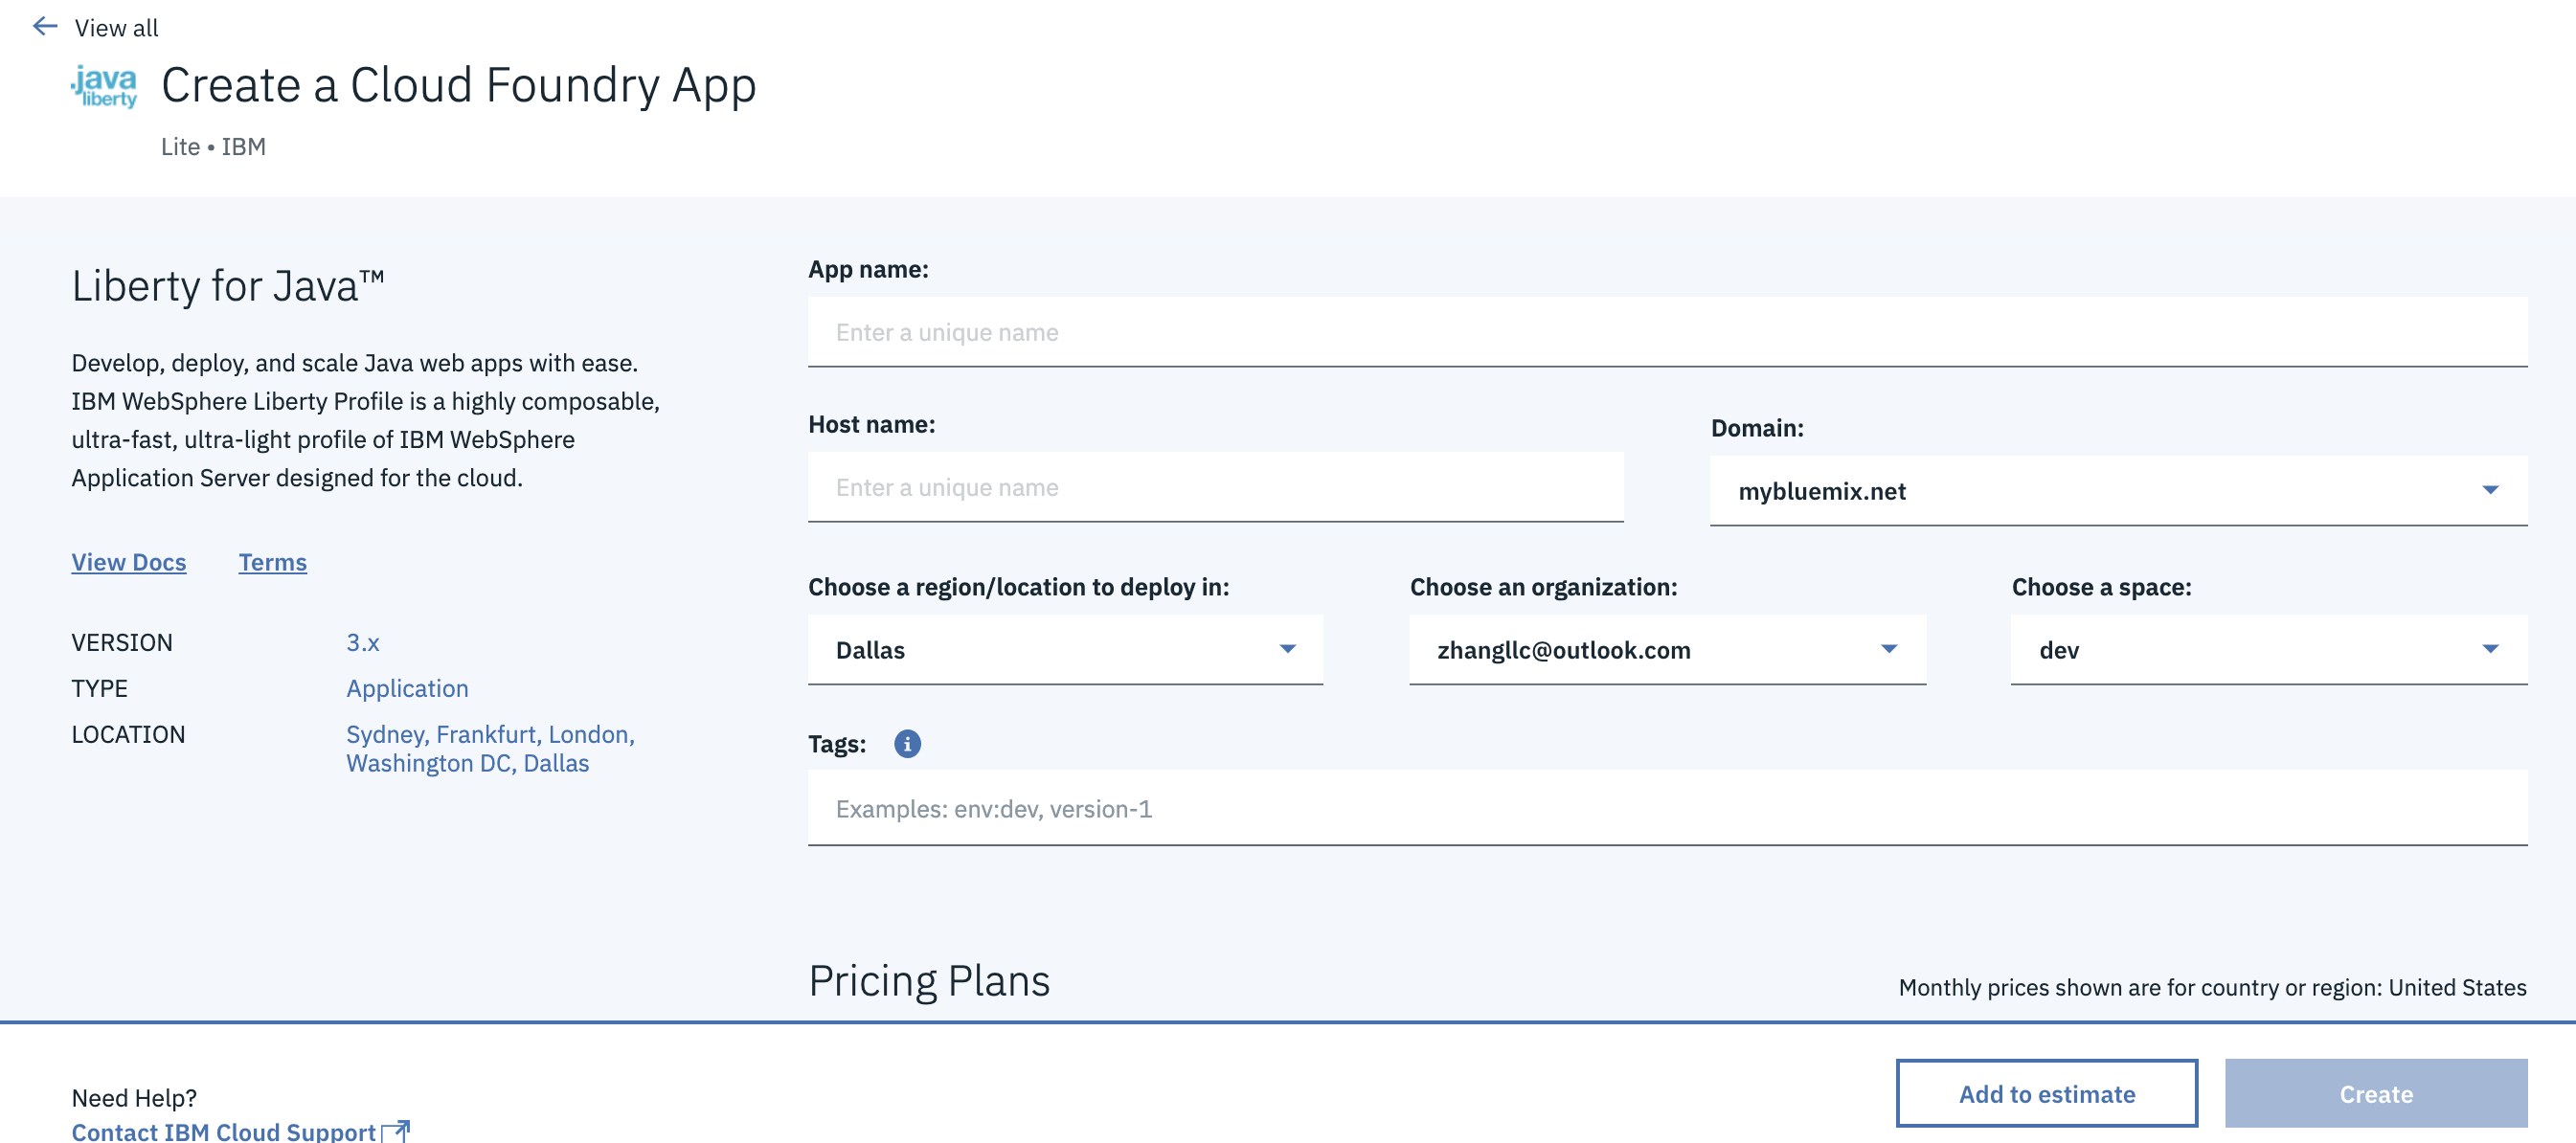 View all
java
liberty
Create a Cloud Foundry App
Lite • IBM
Liberty for Java™
Develop, deploy, and scale Java web apps with ease.
IBM WebSphere Liberty Profile is a highly composable,
ultra-fast, ultra-light profile of IBM WebSphere
Application Server designed for the cloud.
View Docs Terms
VERSION 3.x
TYPE Application
LOCATION Sydney, Frankfurt, London,
Washington DC, Dallas
App name:
Enter a unique name
Host name:
Enter a unique name
Domain:
mybluemix.net
Choose a region/location to deploy in:
Dallas
Choose an organization:
zhangllc@outlook.com
Choose a space:
dev
Tags:
Examples: env:dev, version-1
Pricing Plans
Monthly prices shown are for country or region: United States
Need Help?
Contact IBM Cloud Support
Add to estimate
Create